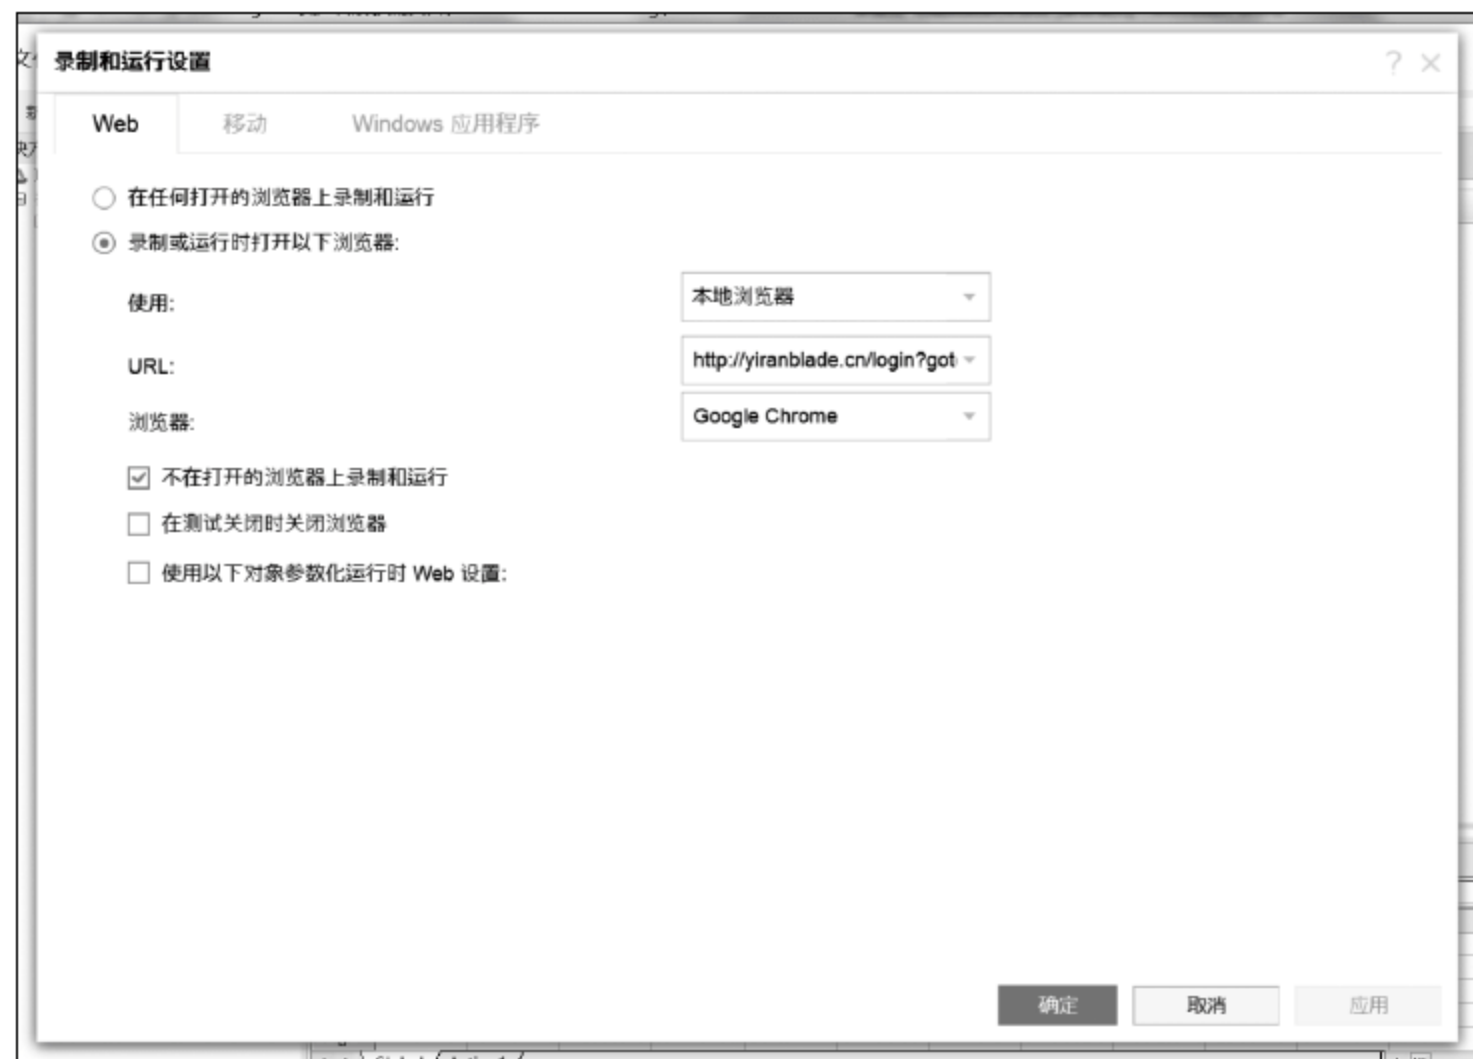 录制和运行设置
Web 移动 Windows 应用程序
在任何打开的浏览器上录制和运行
录制或运行时打开以下浏览器:
使用: 本地浏览器
URL: http://yiranblade.cn/login?got
浏览器: Google Chrome
不在打开的浏览器上录制和运行
在测试关闭时关闭浏览器
使用以下对象参数化运行时 Web 设置:
确定 取消 应用